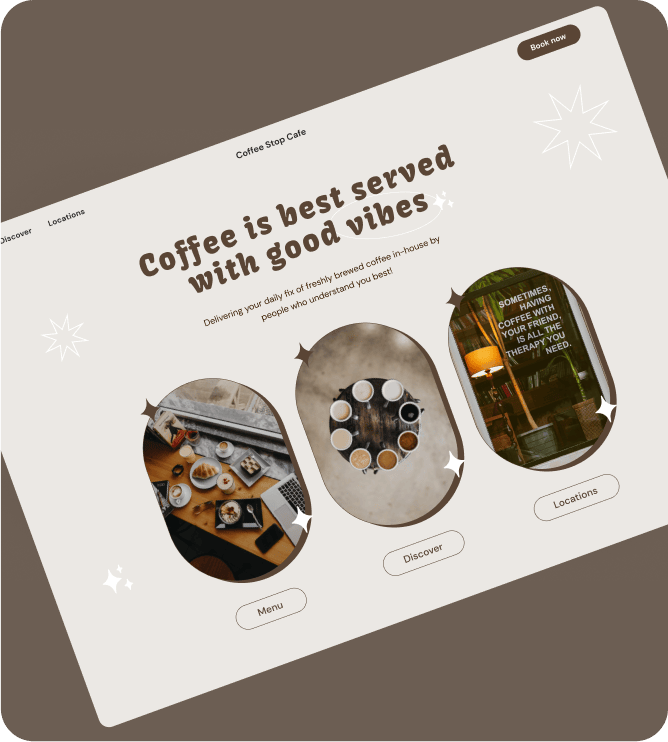 Book now
Coffee Stop Cafe
Discover
Locations
Coffee is best served
with good vibes
Delivering your daily fix of freshly brewed coffee in-house by
people who understand you best!
SOMETIMES,
HAVING
COFFEE WITH
YOUR FRIEND,
IS ALL THE
THERAPY YOU
NEED.
Menu
Discover
Locations